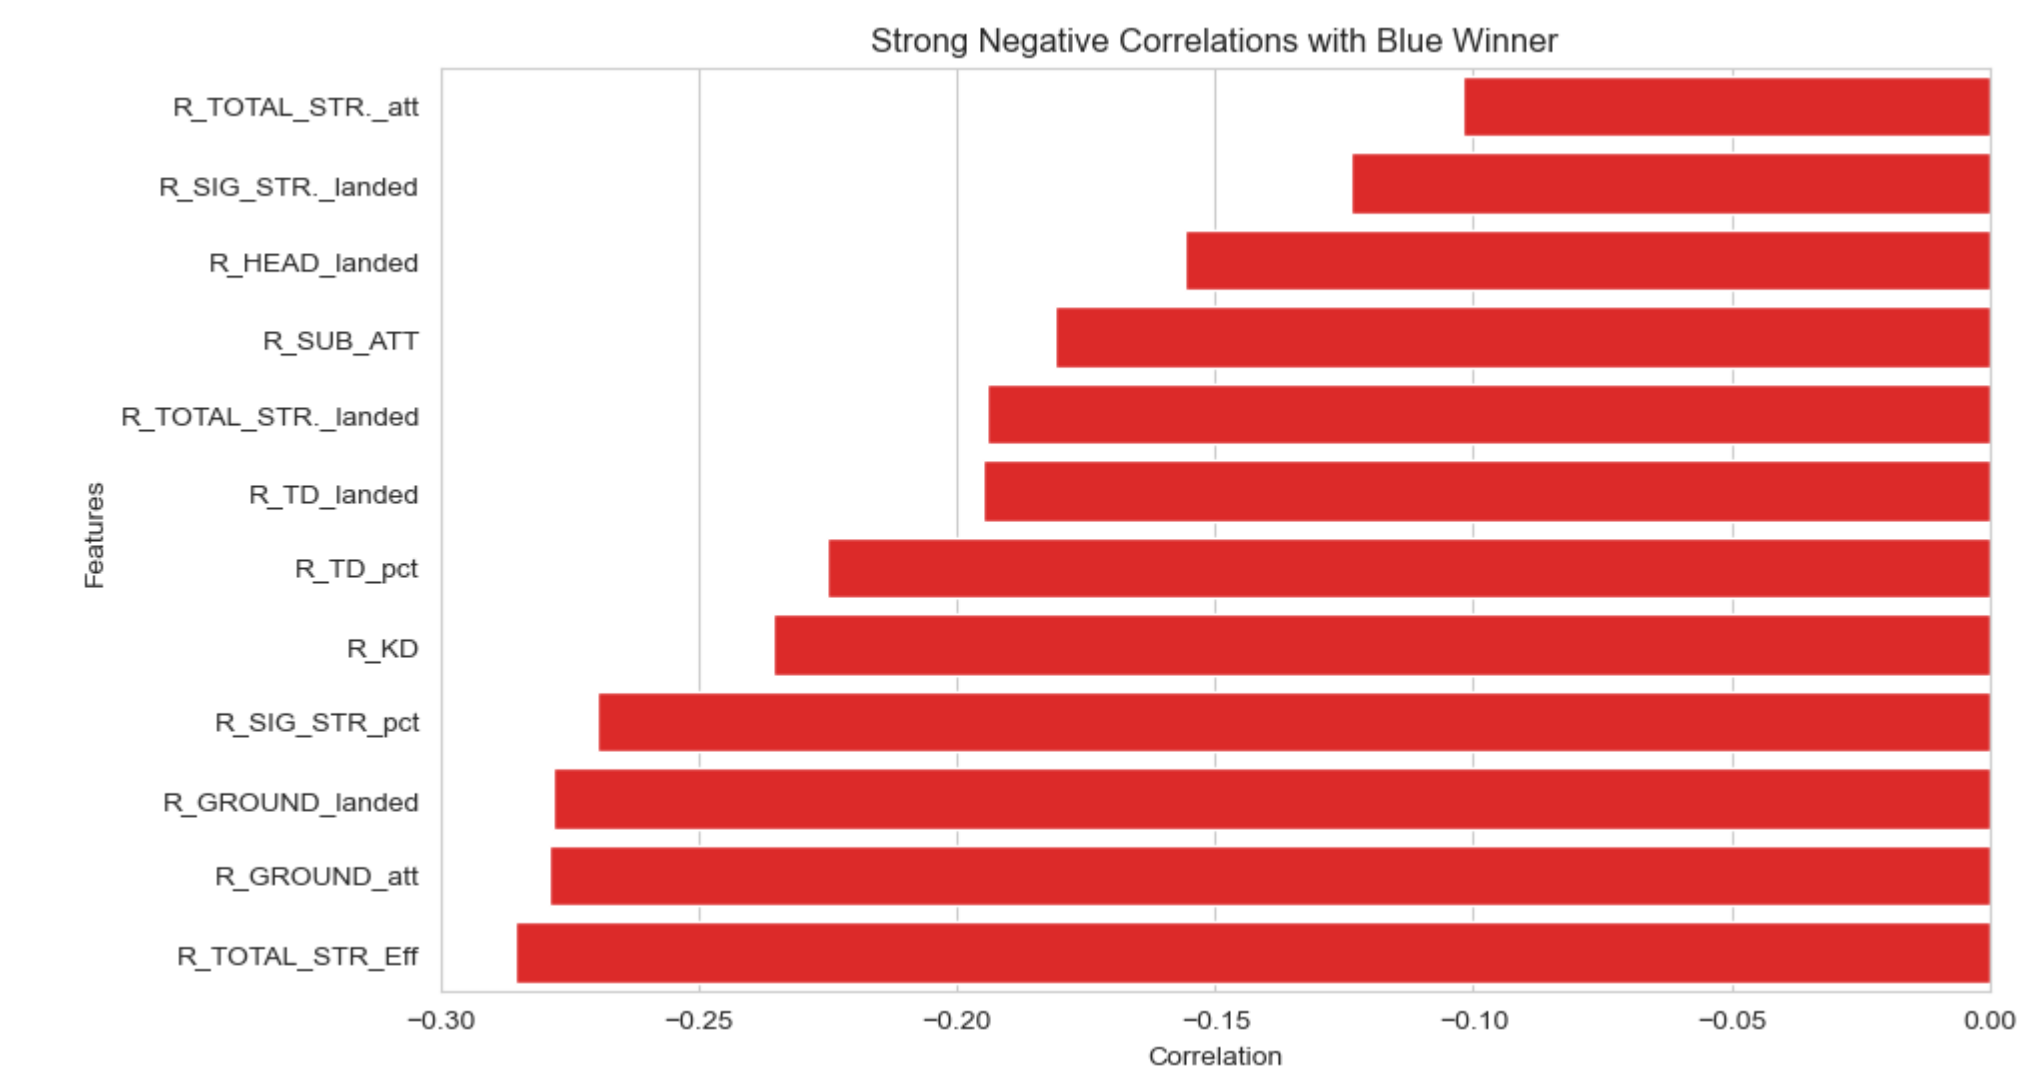 Strong Negative Correlations with Blue Winner
R_TOTAL_STR._att
R_SIG_STR._landed
R_HEAD_landed
R_SUB_ATT
R_TOTAL_STR._landed
R_TD_landed
R_TD_pct
R_KD
R_SIG_STR_pct
R_GROUND_landed
R_GROUND_att
R_TOTAL_STR_Eff
Features
−0.30 −0.25 −0.20 −0.15 −0.10 −0.05 0.00
Correlation